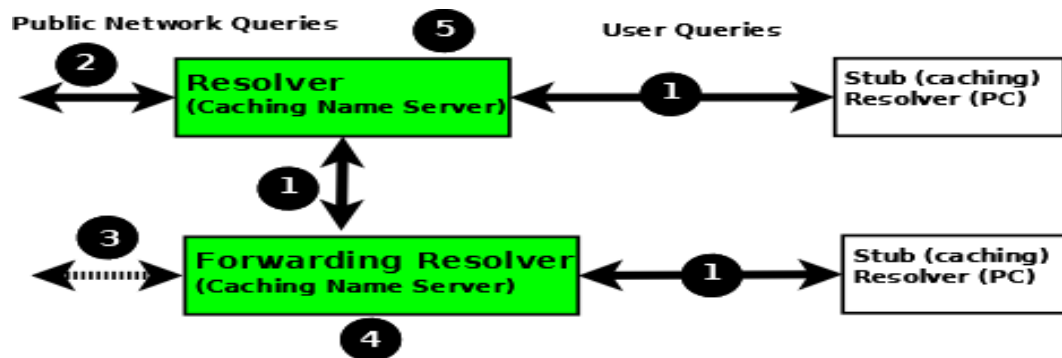 Public Network Queries
5
User Queries
2
Resolver
(Caching Name Server)
1
Stub (caching)
Resolver (PC)
1
3
Forwarding Resolver
(Caching Name Server)
1
Stub (caching)
Resolver (PC)
4